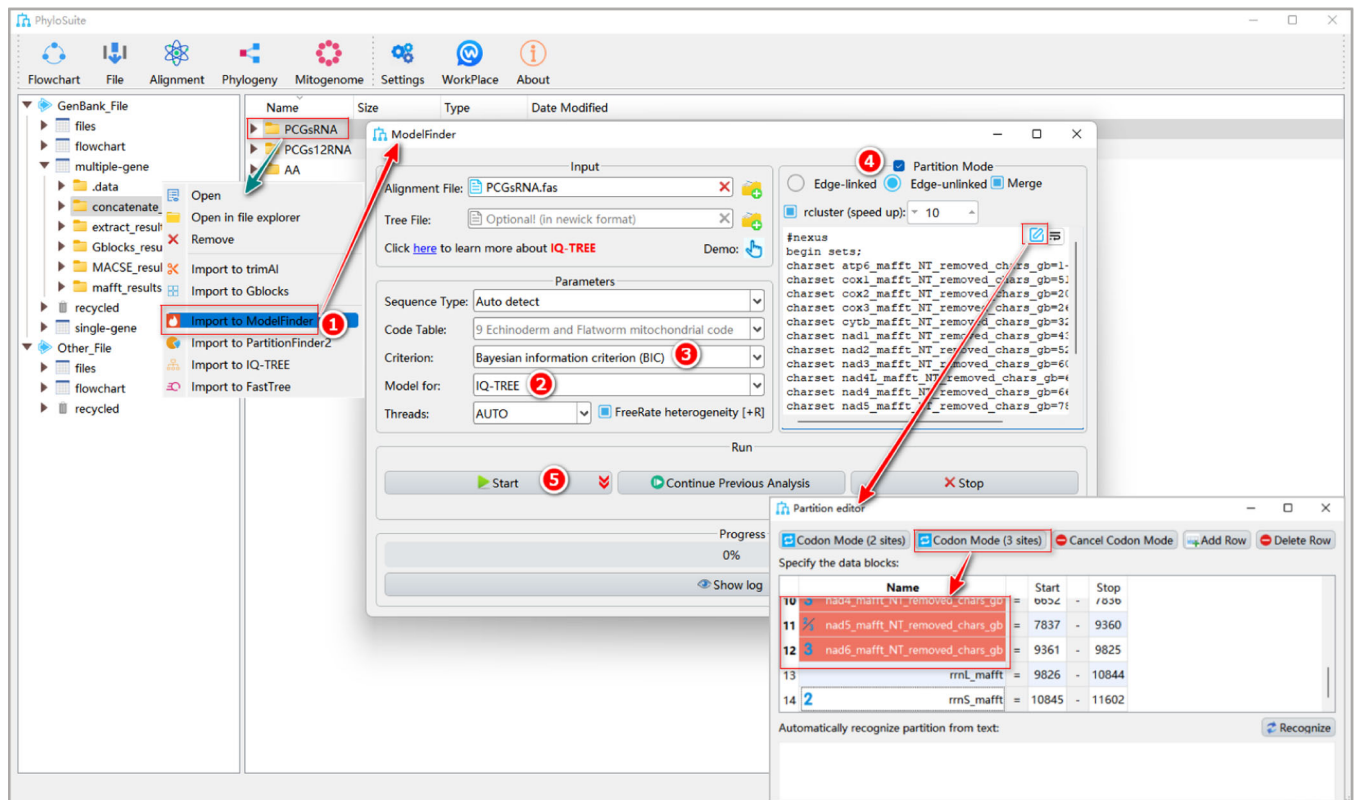 PhyloSuite
Flowchart File Alignment Phylogeny Mitogenome Settings WorkPlace About
GenBank_File
files
flowchart
multiple-gene
.data
concatenate_
extract_result
Gblocks_resu
MACSE_resul
mafft_results
recycled
single-gene
Other_File
files
flowchart
recycled
Name Size Type Date Modified
PCGsRNA
PCGs12RNA
AA
Open
Open in file explorer
Remove
Import to trimAl
Import to Gblocks
Import to ModelFinder 1
Import to PartitionFinder2
Import to IQ-TREE
Import to FastTree
ModelFinder
Input
Alignment File: PCGsRNA.fas
Tree File: Optional! (in newick format)
Click here to learn more about IQ-TREE Demo:
Parameters
Sequence Type: Auto detect
Code Table: 9 Echinoderm and Flatworm mitochondrial code
Criterion: Bayesian information criterion (BIC) 3
Model for: IQ-TREE 2
Threads: AUTO FreeRate heterogeneity [+R]
4 Partition Mode
Edge-linked Edge-unlinked Merge
rcluster (speed up): 10
#nexus
begin sets;
charset atp6_mafft_NT_removed_chars_gb=1-
charset cox1_mafft_NT_removed_chars_gb=51
charset cox2_mafft_NT_removed_chars_gb=20
charset cox3_mafft_NT_removed_chars_gb=26
charset cytb_mafft_NT_removed_chars_gb=32
charset nad1_mafft_NT_removed_chars_gb=43
charset nad2_mafft_NT_removed_chars_gb=52
charset nad3_mafft_NT_removed_chars_gb=60
charset nad4L_mafft_NT_removed_chars_gb=
charset nad4_mafft_NT_removed_chars_gb=66
charset nad5_mafft_NT_removed_chars_gb=78
Run
Start 5 Continue Previous Analysis Stop
Progress
0%
Show log
Partition editor
Codon Mode (2 sites) Codon Mode (3 sites) Cancel Codon Mode Add Row Delete Row
Specify the data blocks:
Name Start Stop
10 3 nad4_mafft_NT_removed_chars_gb = 6652 - 7836
11 nad5_mafft_NT_removed_chars_gb = 7837 - 9360
12 3 nad6_mafft_NT_removed_chars_gb = 9361 - 9825
13 rrnL_mafft = 9826 - 10844
14 2 rrnS_mafft = 10845 - 11602
Automatically recognize partition from text: Recognize